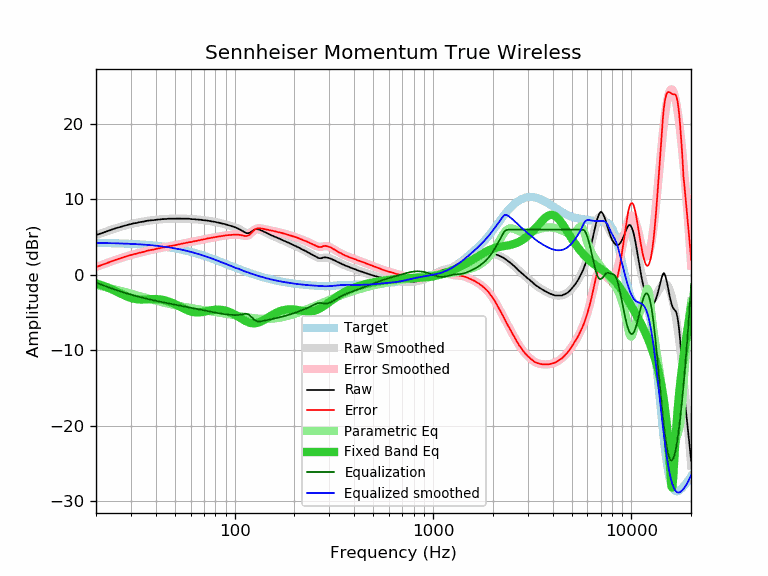 Sennheiser Momentum True Wireless
Amplitude (dBr)
20
10
0
−10
−20
−30
Target
Raw Smoothed
Error Smoothed
Raw
Error
Parametric Eq
Fixed Band Eq
Equalization
Equalized smoothed
100
1000
10000
Frequency (Hz)